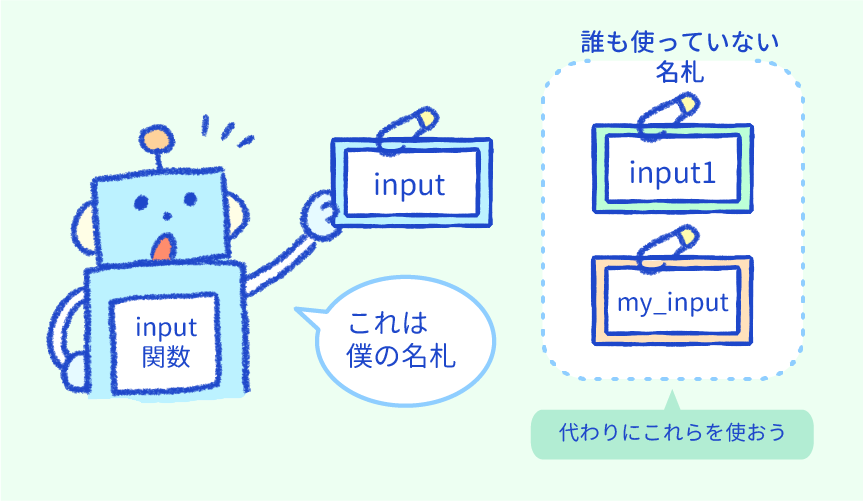 誰も使っていない
名札
input
input1
my_input
input
関数
これは
僕の名札
代わりにこれらを使おう